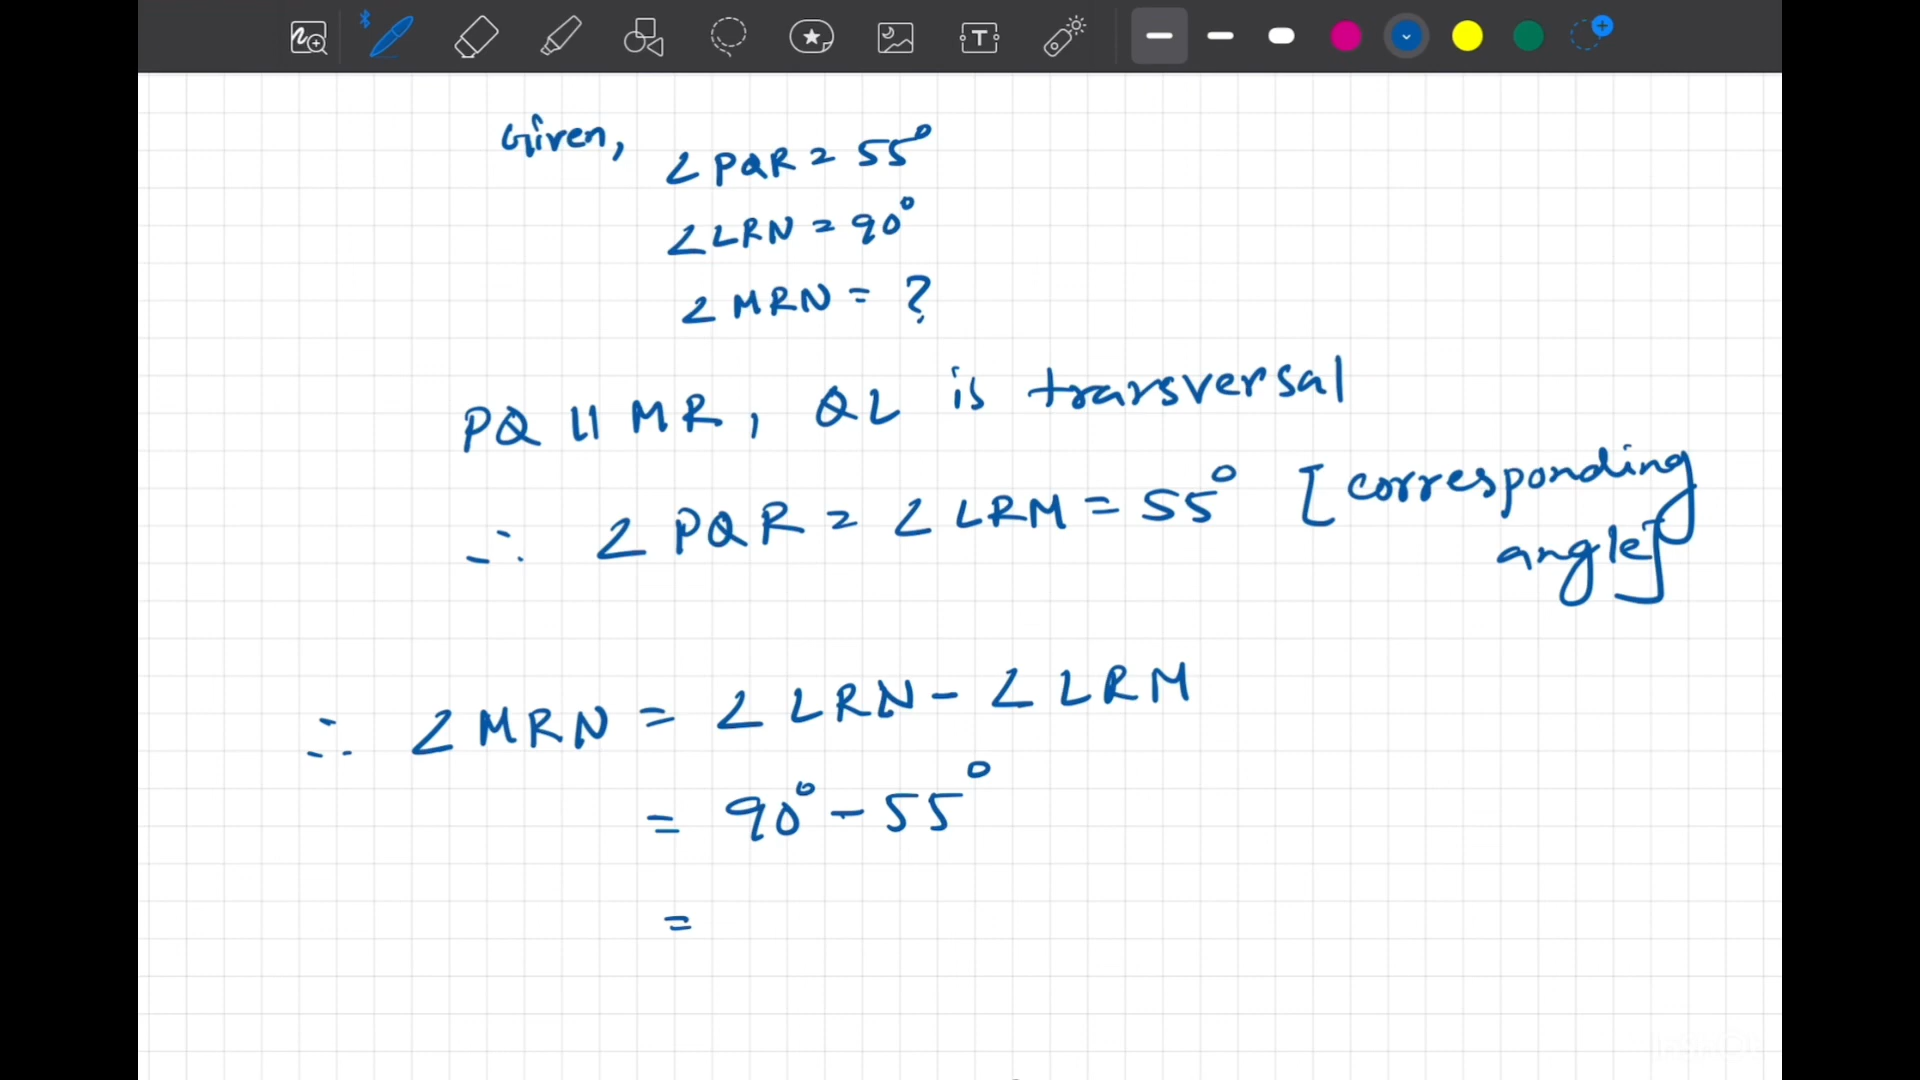 Given,
∠PQR = 55°
∠LRN = 90°
∠MRN = ?
PQ || MR, QL is transversal
∴ ∠PQR = ∠LRM = 55° [corresponding
angle]
∴ ∠MRN = ∠LRN - ∠LRM
= 90° - 55°
=